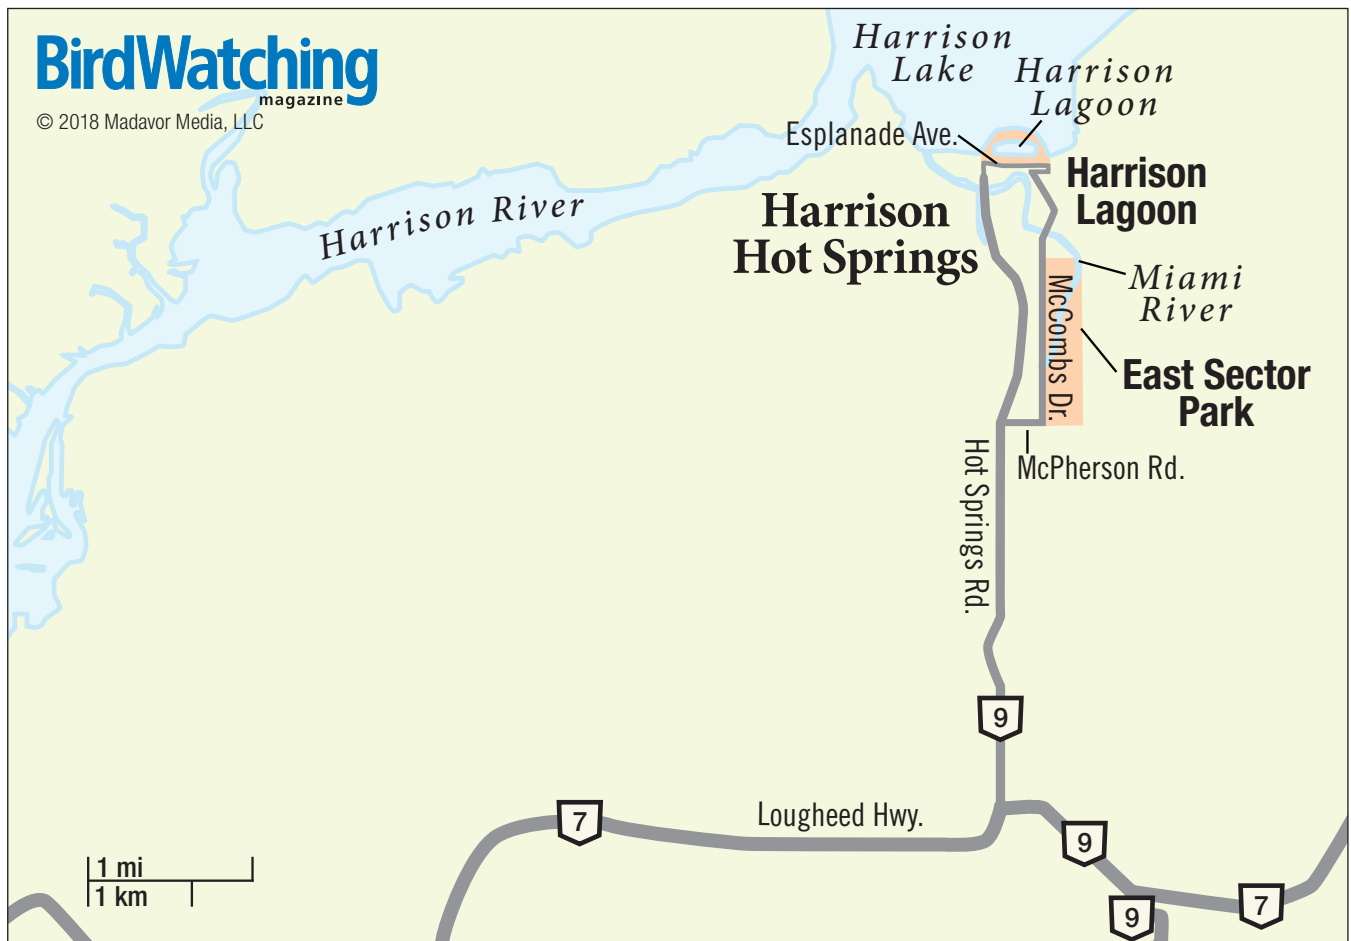 BirdWatching
magazine
© 2018 Madavor Media, LLC
Harrison
Lake
Harrison
Lagoon
Esplanade Ave.
Harrison
Lagoon
Harrison River
Harrison
Hot Springs
Miami
River
McCombs Dr.
East Sector
Park
McPherson Rd.
Hot Springs Rd.
9
7
Lougheed Hwy.
9
7
9
1 mi
1 km